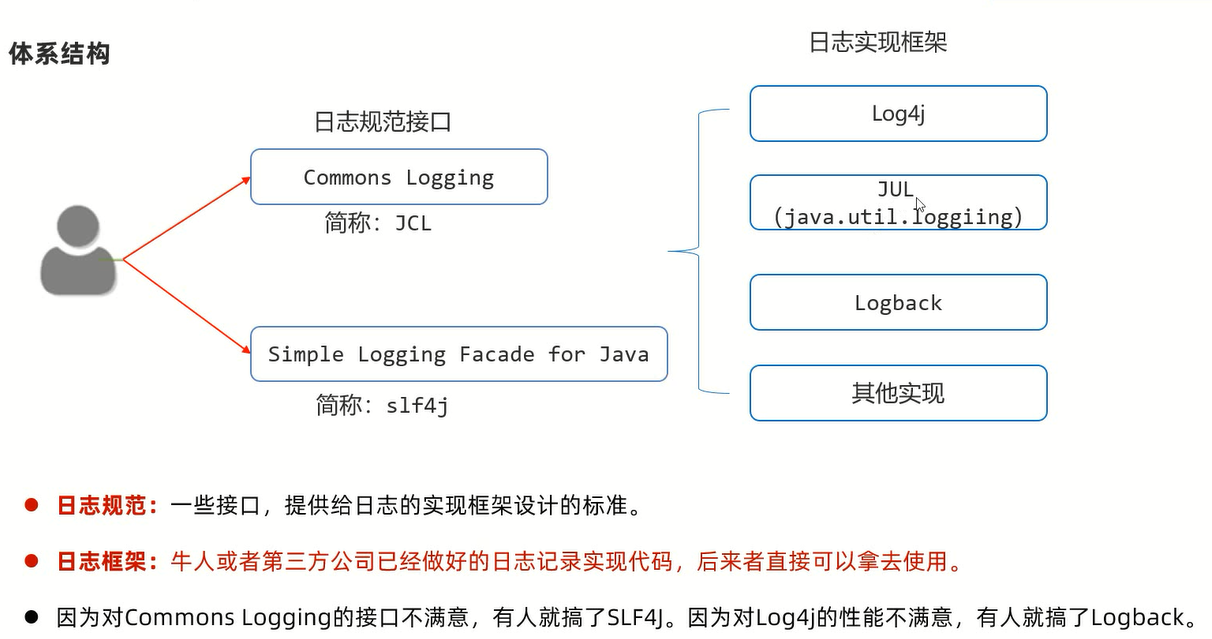 体系结构
日志实现框架
日志规范接口
Log4j
Commons Logging
简称：JCL
JUL
（java.util.loggiing）
Logback
Simple Logging Facade for Java
简称：slf4j
其他实现
日志规范：一些接口，提供给日志的实现框架设计的标准。
日志框架：牛人或者第三方公司已经做好的日志记录实现代码，后来者直接可以拿去使用。
因为对Commons Logging的接口不满意，有人就搞了SLF4J。因为对Log4j的性能不满意，有人就搞了Logback。